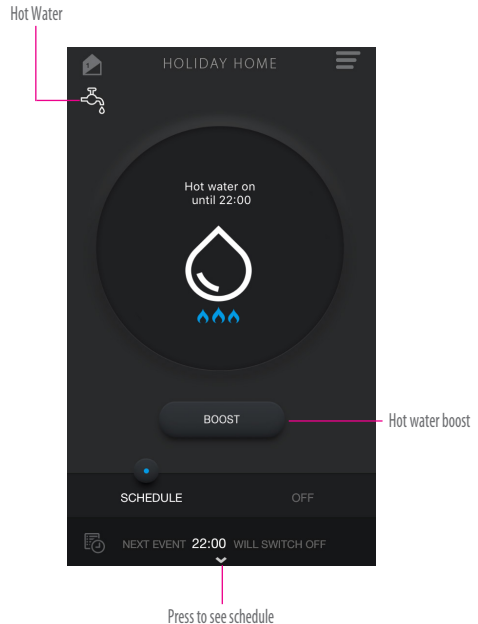 Hot Water
1
HOLIDAY HOME
Hot water on
until 22:00
BOOST
Hot water boost
SCHEDULE OFF
NEXT EVENT 22:00 WILL SWITCH OFF
Press to see schedule